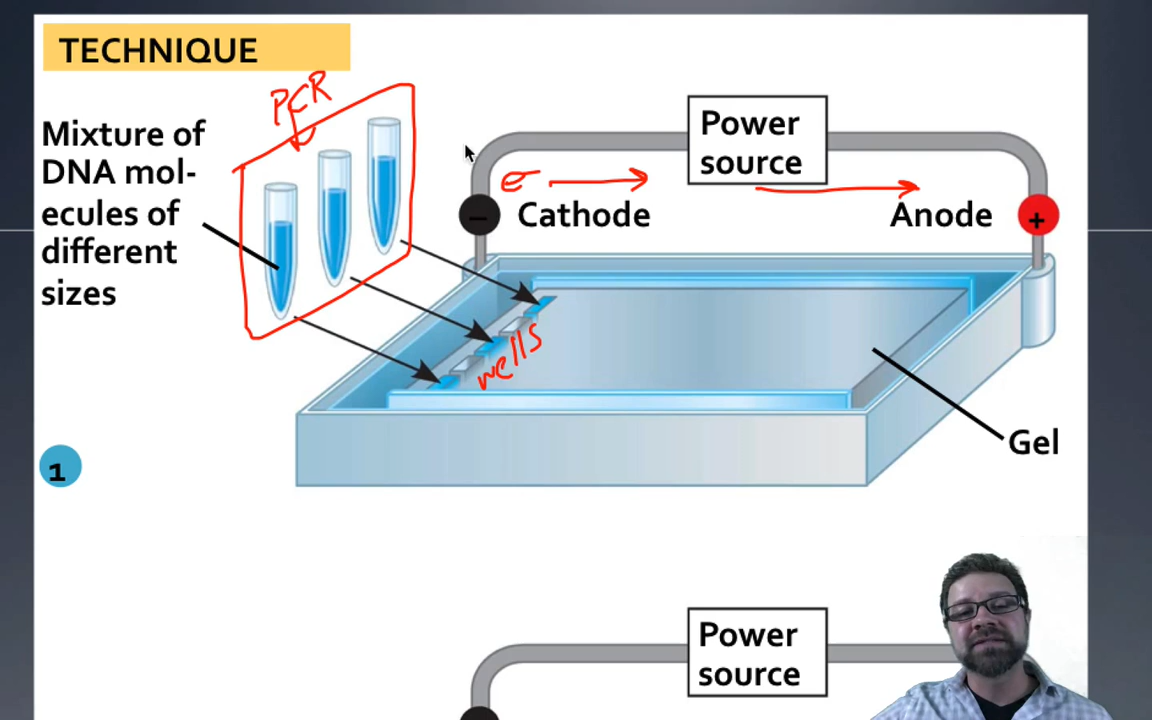 TECHNIQUE
PCR
Mixture of
DNA mol-
ecules of
different
sizes
Power
source
e- 
− Cathode
Anode +
wells
Gel
1
Power
source